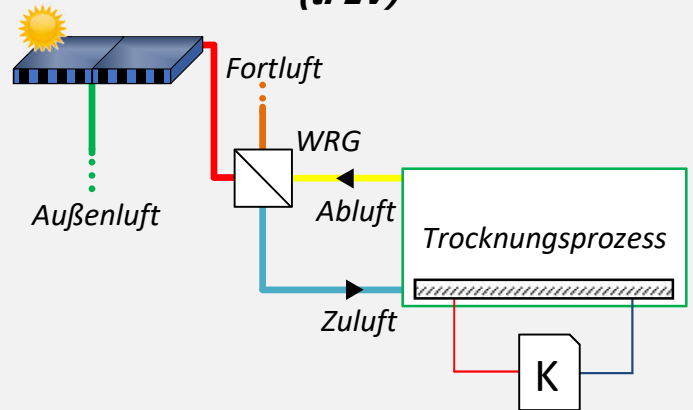 Fortluft
WRG
Außenluft
Abluft
Trocknungsprozess
Zuluft
K